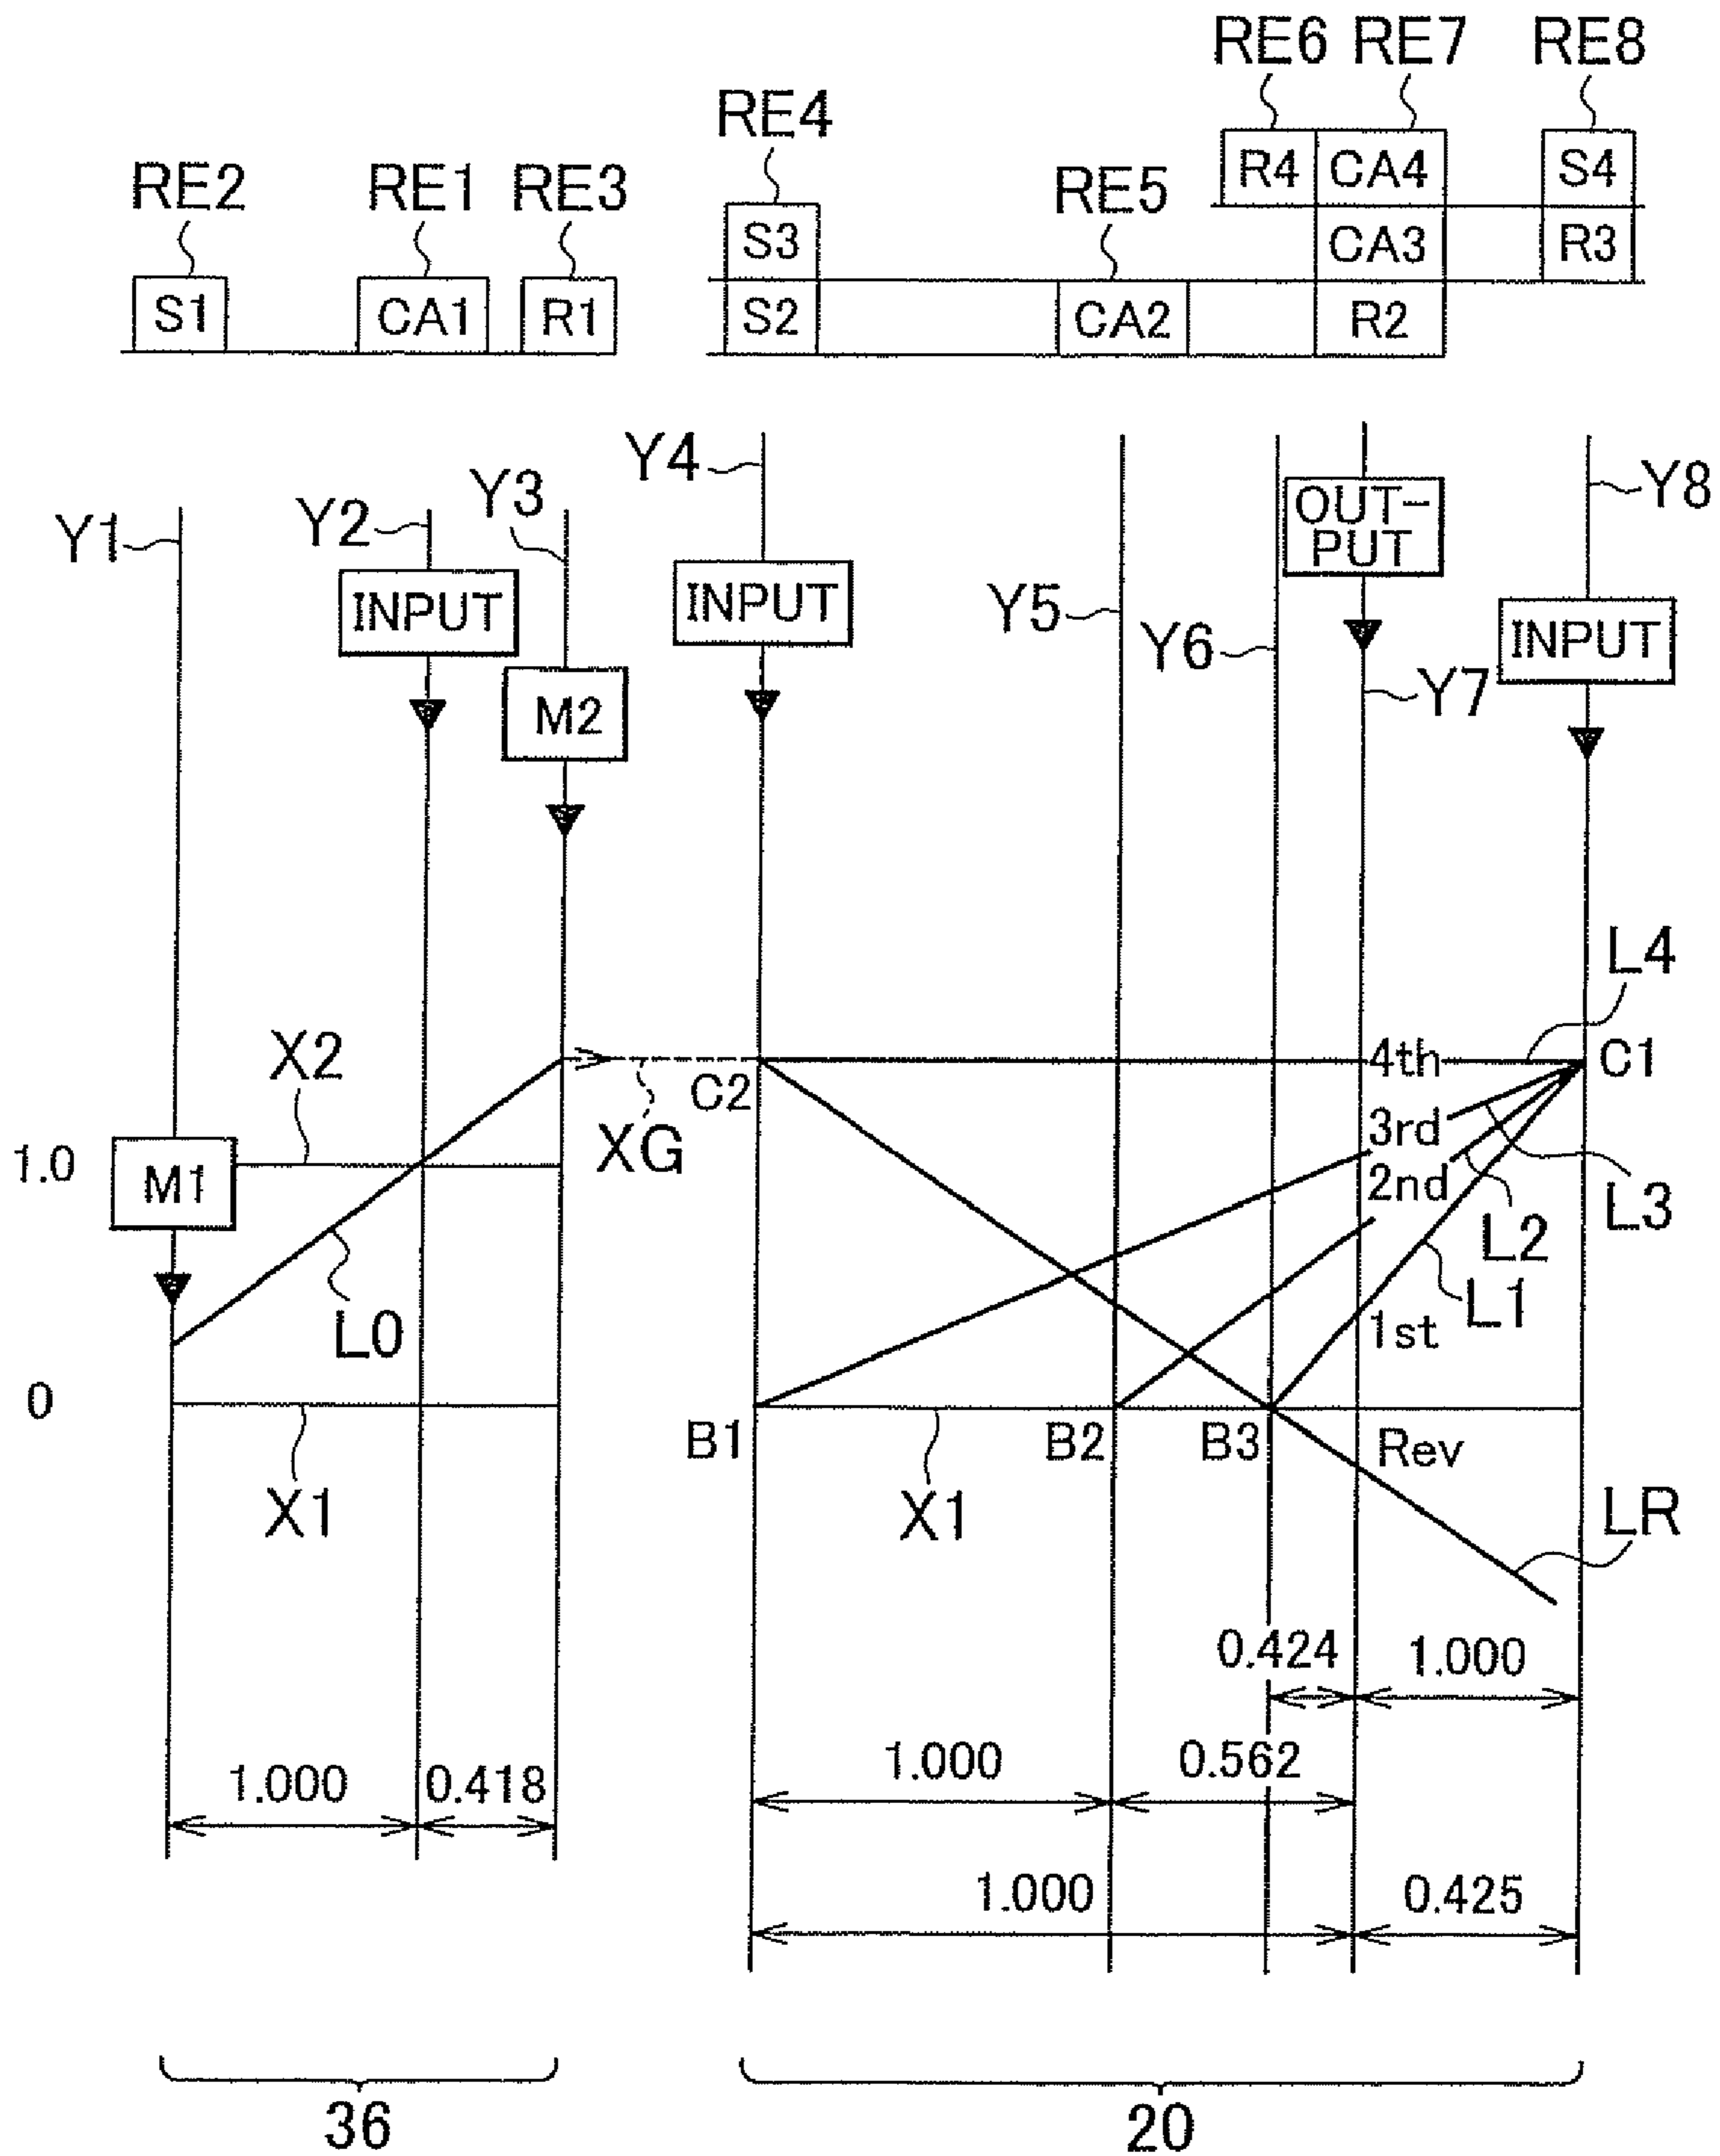 RE6 RE7 RE8
RE4
R4 CA4 S4
RE2 RE1 RE3 RE5
S3 CA3 R3
S1 CA1 R1 S2 CA2 R2
Y4
Y3 Y8
Y2
Y1
OUT-
PUT
INPUT INPUT Y5 INPUT
Y6
Y7
M2
L4
X2 4th C1
C2
3rd
XG
1.0 M1 2nd
L3
L2
L0 L1
1st
0
B1 B2 B3 Rev
X1 X1 LR
0.424 1.000
1.000 0.562
1.000 0.418
1.000 0.425
36 20